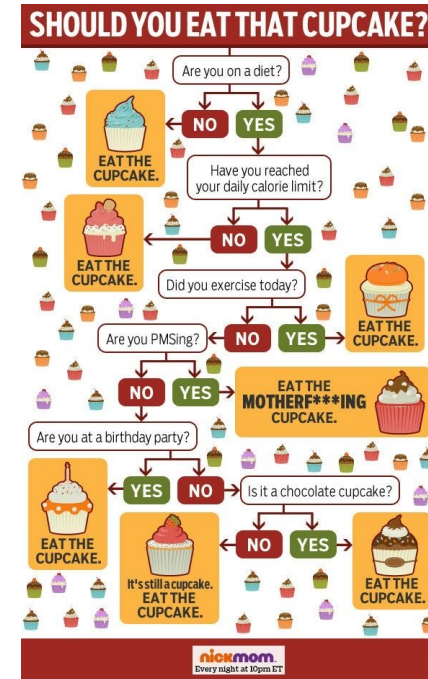 SHOULD YOU EAT THAT CUPCAKE?
Are you on a diet?
NO
YES
EAT THE
CUPCAKE.
Have you reached
your daily calorie limit?
NO
YES
EAT THE
CUPCAKE.
Did you exercise today?
NO
YES
EAT THE
CUPCAKE.
Are you PMSing?
NO
YES
EAT THE
MOTHERF***ING
CUPCAKE.
Are you at a birthday party?
YES
NO
EAT THE
CUPCAKE.
Is it a chocolate cupcake?
NO
YES
It's still a cupcake.
EAT THE
CUPCAKE.
EAT THE
CUPCAKE.
nickmom
Every night at 10pm ET